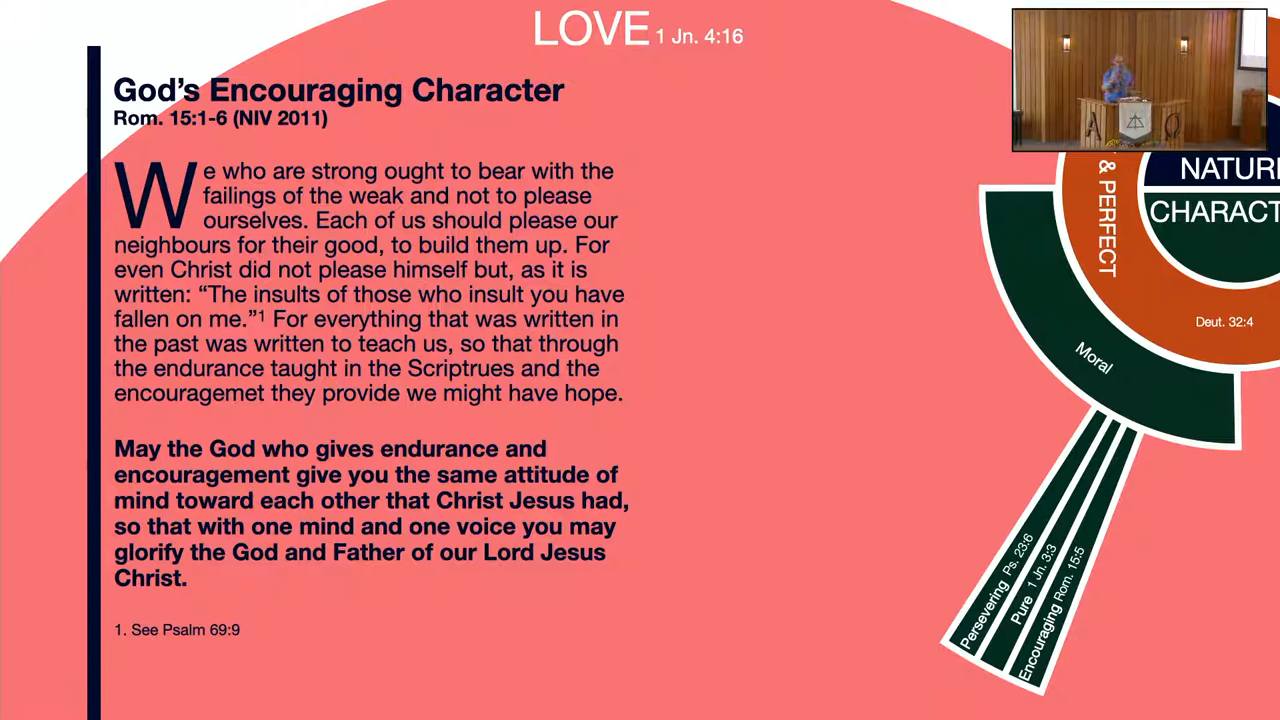 LOVE 1 Jn. 4:16
God's Encouraging Character
Rom. 15:1-6 (NIV 2011)
We who are strong ought to bear with the
failings of the weak and not to please
ourselves. Each of us should please our
neighbours for their good, to build them up. For
even Christ did not please himself but, as it is
written: “The insults of those who insult you have
fallen on me.”¹ For everything that was written in
the past was written to teach us, so that through
the endurance taught in the Scriptrues and the
encouragemet they provide we might have hope.
May the God who gives endurance and
encouragement give you the same attitude of
mind toward each other that Christ Jesus had,
so that with one mind and one voice you may
glorify the God and Father of our Lord Jesus
Christ.
1. See Psalm 69:9
A Ω
NATUR
CHARACT
& PERFECT
Deut. 32:4
Moral
Persevering Ps. 23:6
Pure 1 Jn. 3:3
Encouraging Rom. 15:5